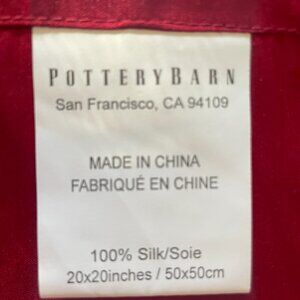 POTTERYBARN
San Francisco, CA 94109
MADE IN CHINA
FABRIQUÉ EN CHINE
100% Silk/Soie
20x20inches / 50x50cm